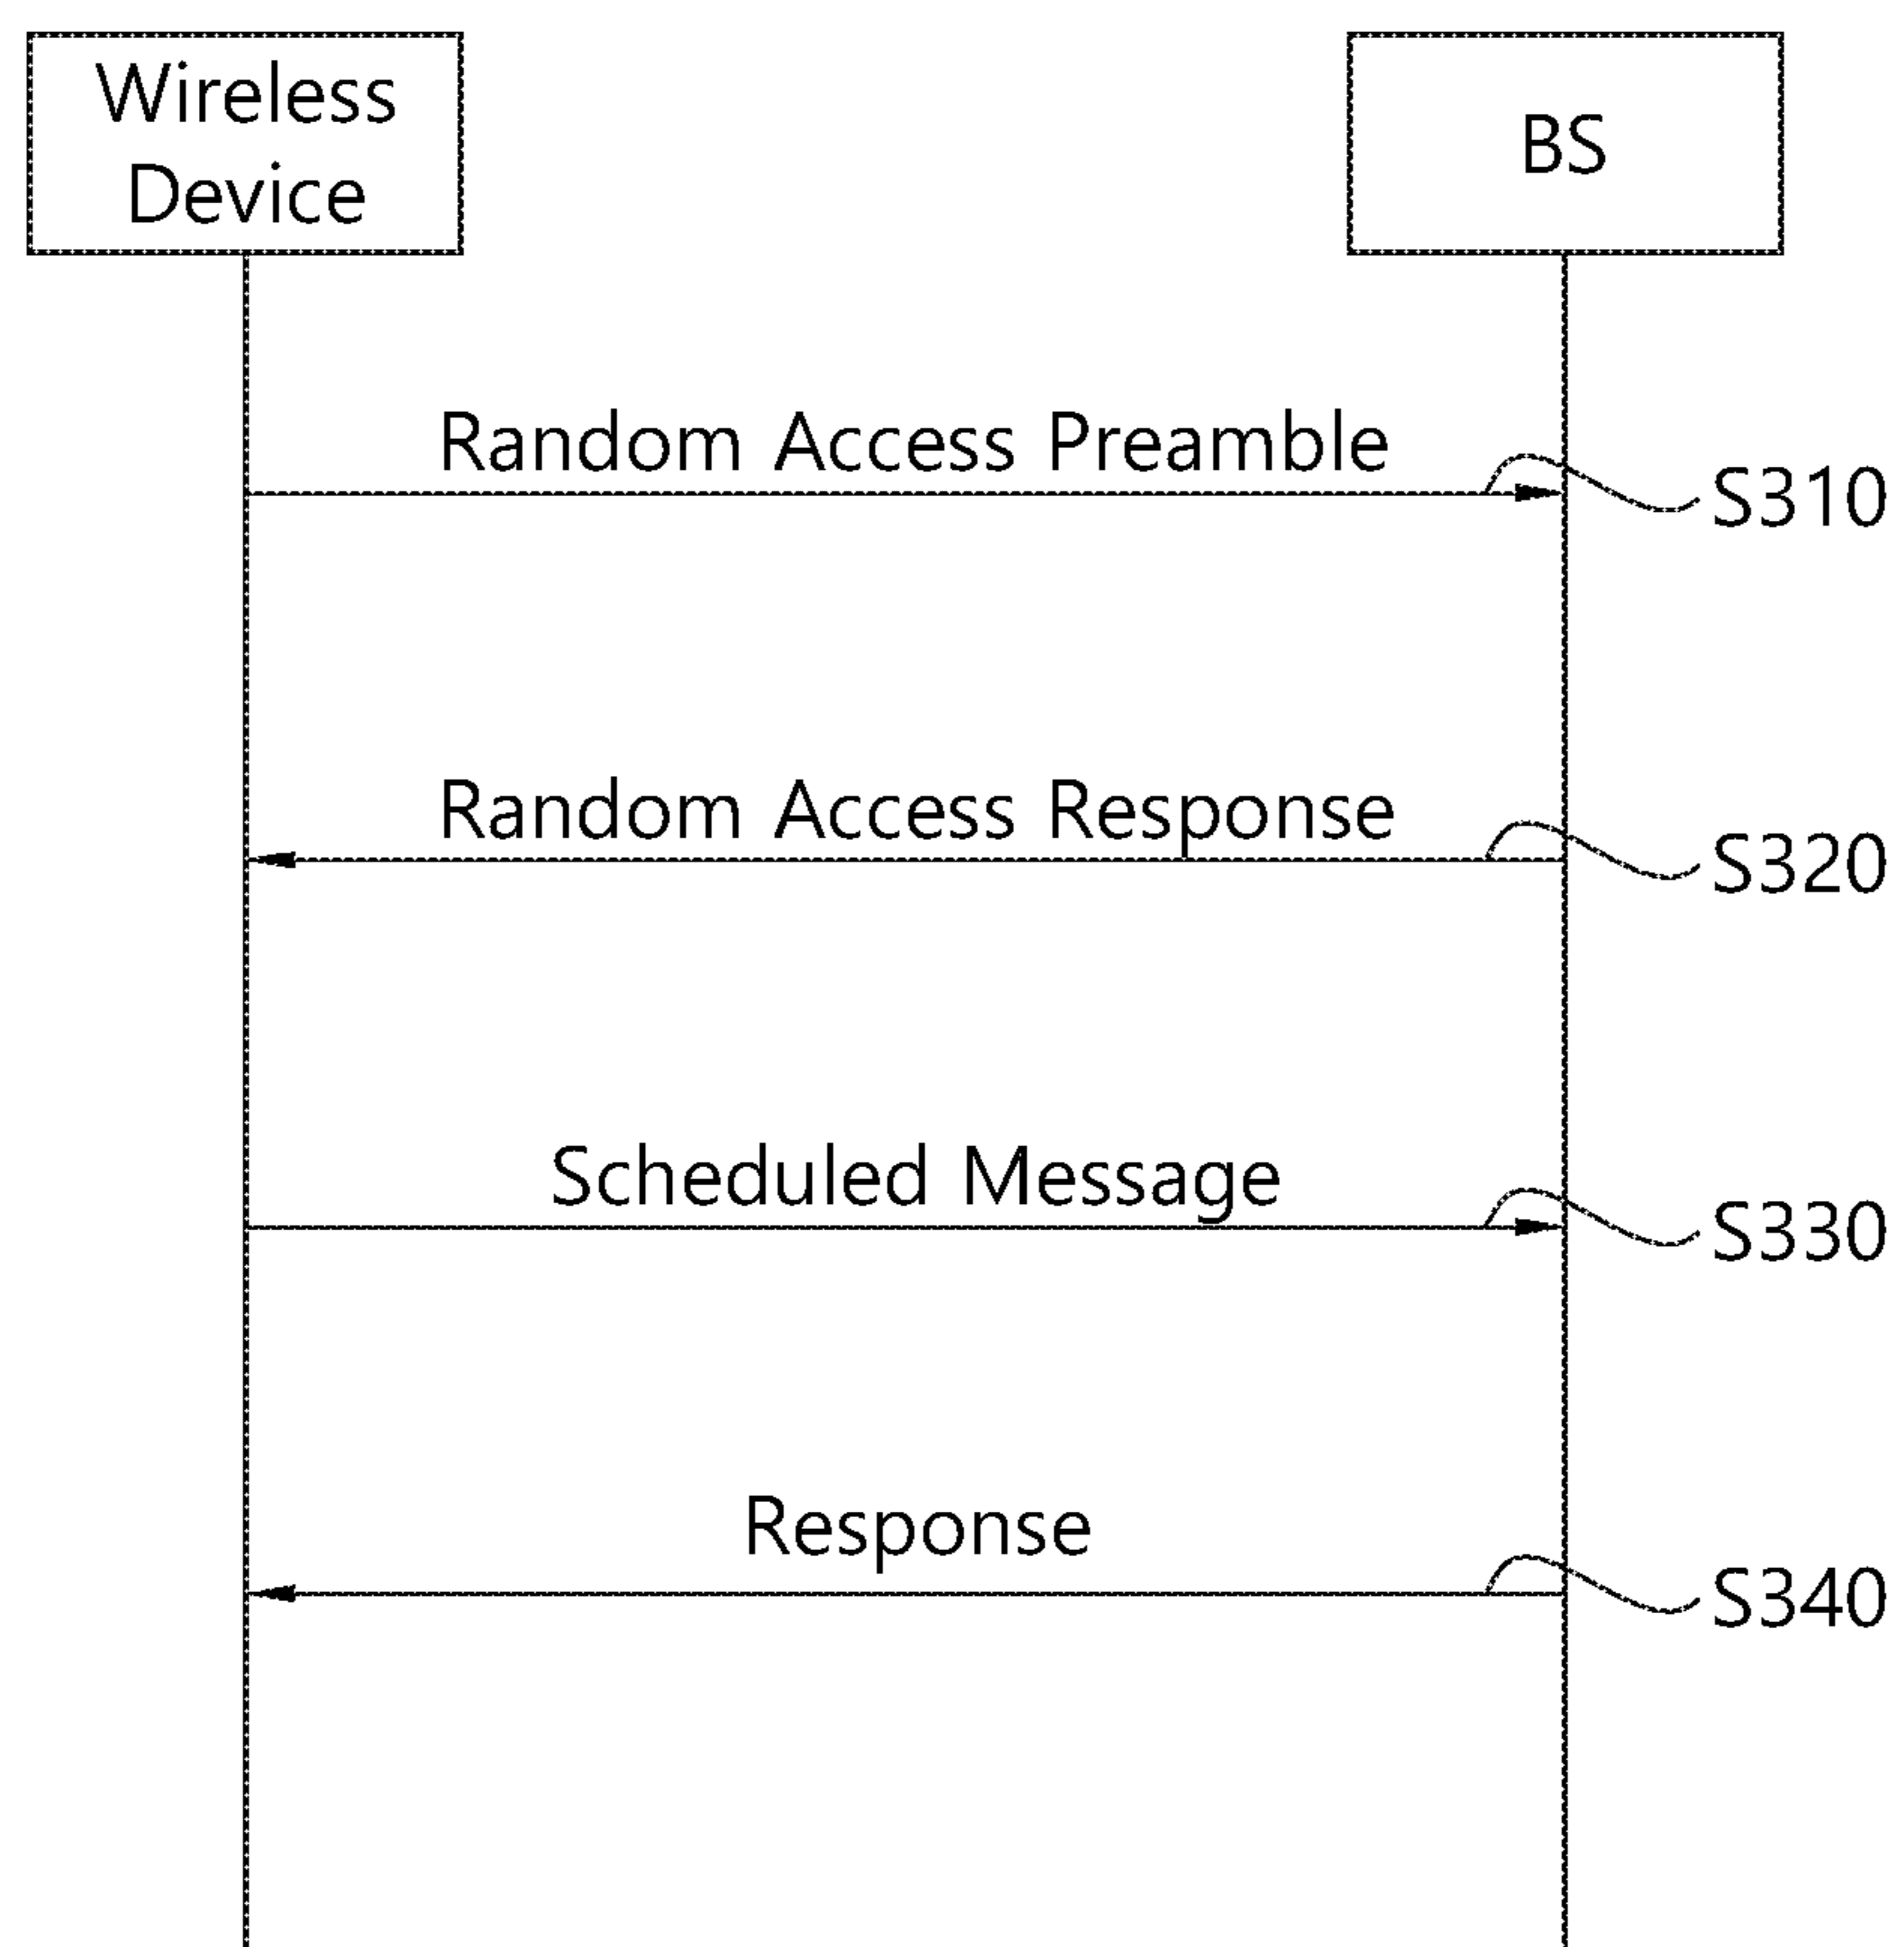 Wireless
Device
BS
Random Access Preamble
S310
Random Access Response
S320
Scheduled Message
S330
Response
S340